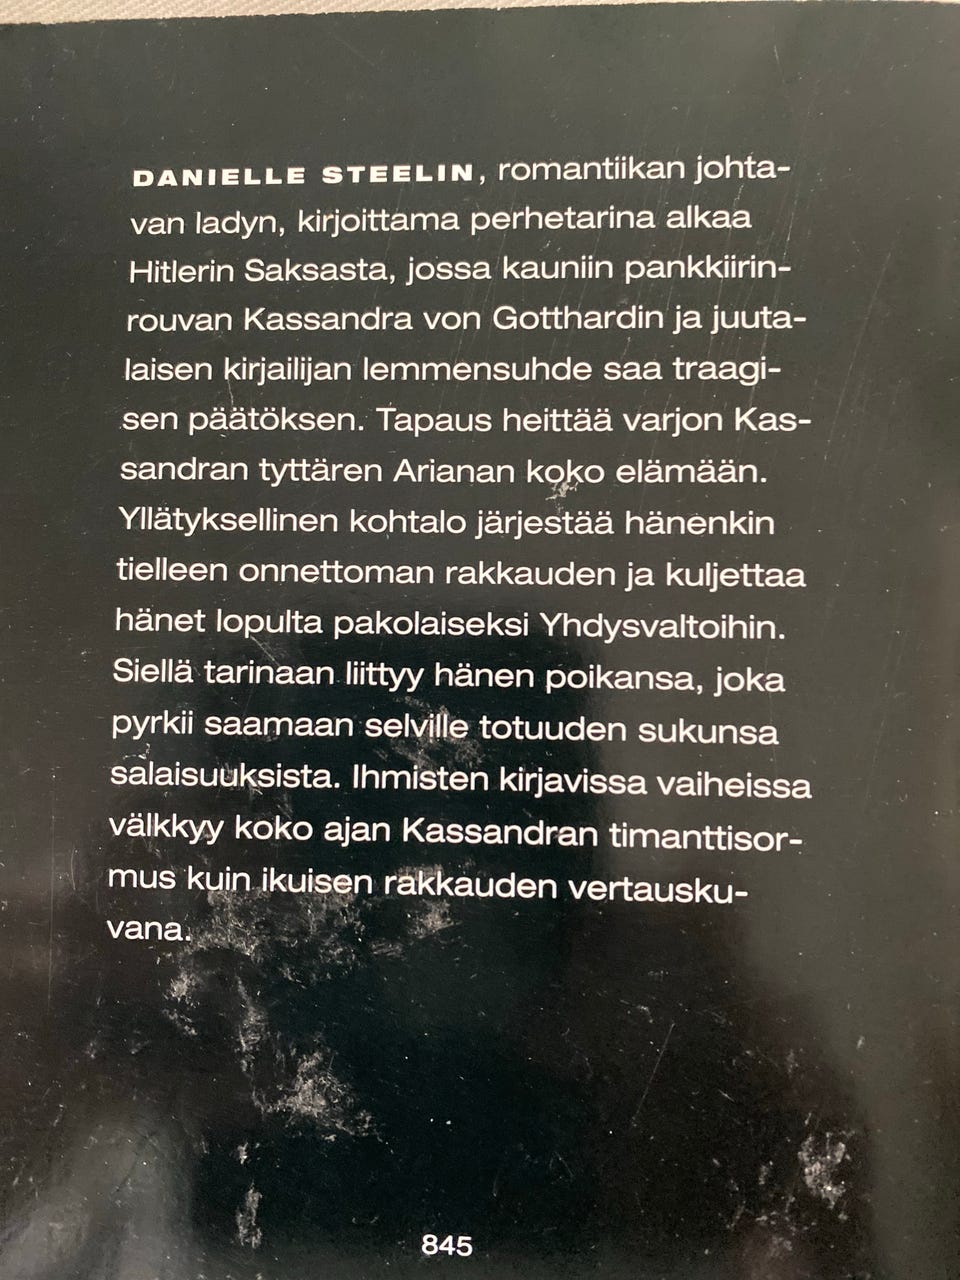 DANIELLE STEELIN, romantiikan johta-
van ladyn, kirjoittama perhetarina alkaa
Hitlerin Saksasta, jossa kauniin pankkiirin-
rouvan Kassandra von Gotthardin ja juuta-
laisen kirjailijan lemmensuhde saa traagi-
sen päätöksen. Tapaus heittää varjon Kas-
sandran tyttären Arianan koko elämään.
Yllätyksellinen kohtalo järjestää hänenkin
tielleen onnettoman rakkauden ja kuljettaa
hänet lopulta pakolaiseksi Yhdysvaltoihin.
Siellä tarinaan liittyy hänen poikansa, joka
pyrkii saamaan selville totuuden sukunsa
salaisuuksista. Ihmisten kirjavissa vaiheissa
välkkyy koko ajan Kassandran timanttisor-
mus kuin ikuisen rakkauden vertausku-
vana.
845